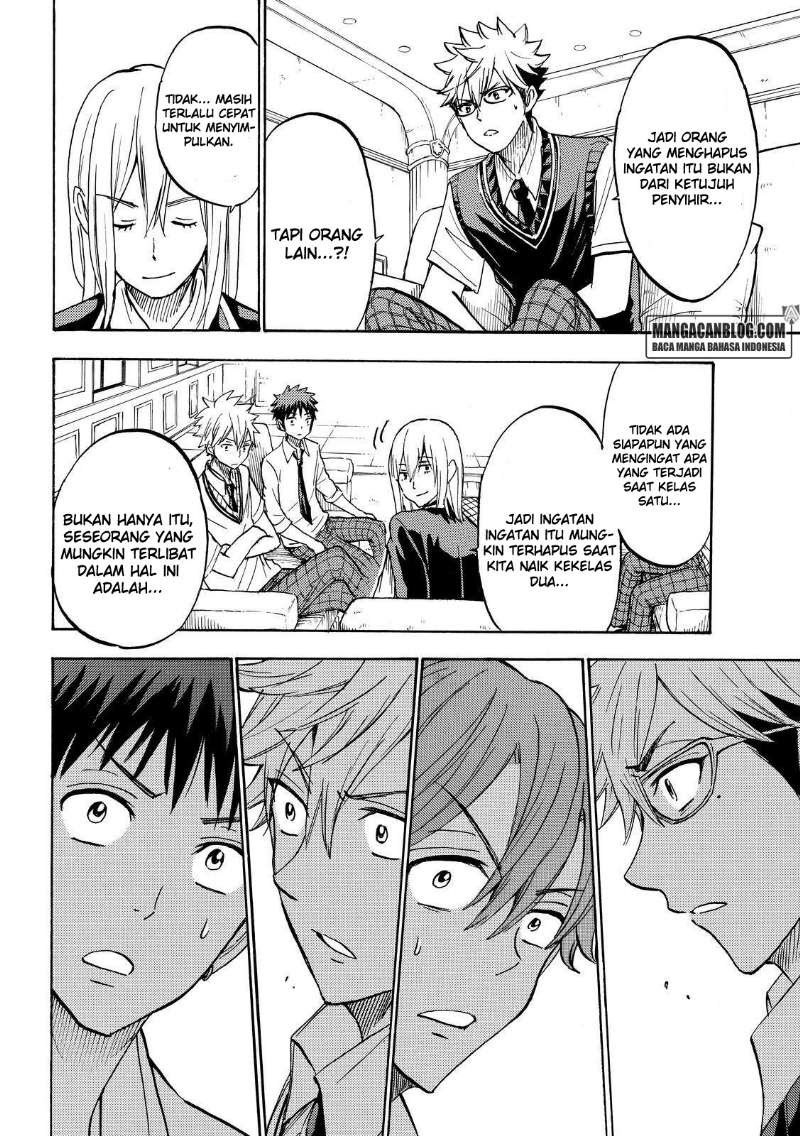 JADI ORANG
YANG MENGHAPUS
INGATAN ITU BUKAN
DARI KETUJUH
PENYIHIR...
TAPI ORANG
LAIN...?!
TIDAK... MASIH
TERLALU CEPAT
UNTUK MENYIM-
PULKAN.
MANGACANBLOG.COM
BACA MANGA BAHASA INDONESIA
TIDAK ADA
SIAPAPUN YANG
MENGINGAT APA
YANG TERJADI
SAAT KELAS
SATU...
JADI INGATAN
INGATAN ITU MUNG-
KIN TERHAPUS SAAT
KITA NAIK KEKELAS
DUA...
BUKAN HANYA ITU,
SESEORANG YANG
MUNGKIN TERLIBAT
DALAM HAL INI
ADALAH...